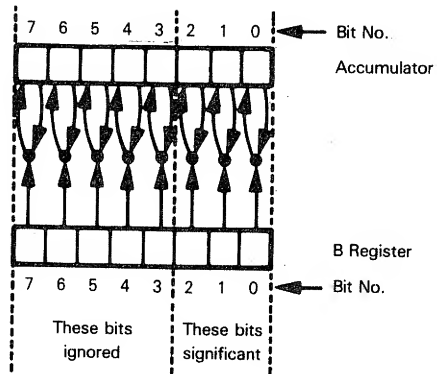 7 6 5 4 3 2 1 0 Bit No.
Accumulator
B Register
7 6 5 4 3 2 1 0 Bit No.
These bits ignored
These bits significant